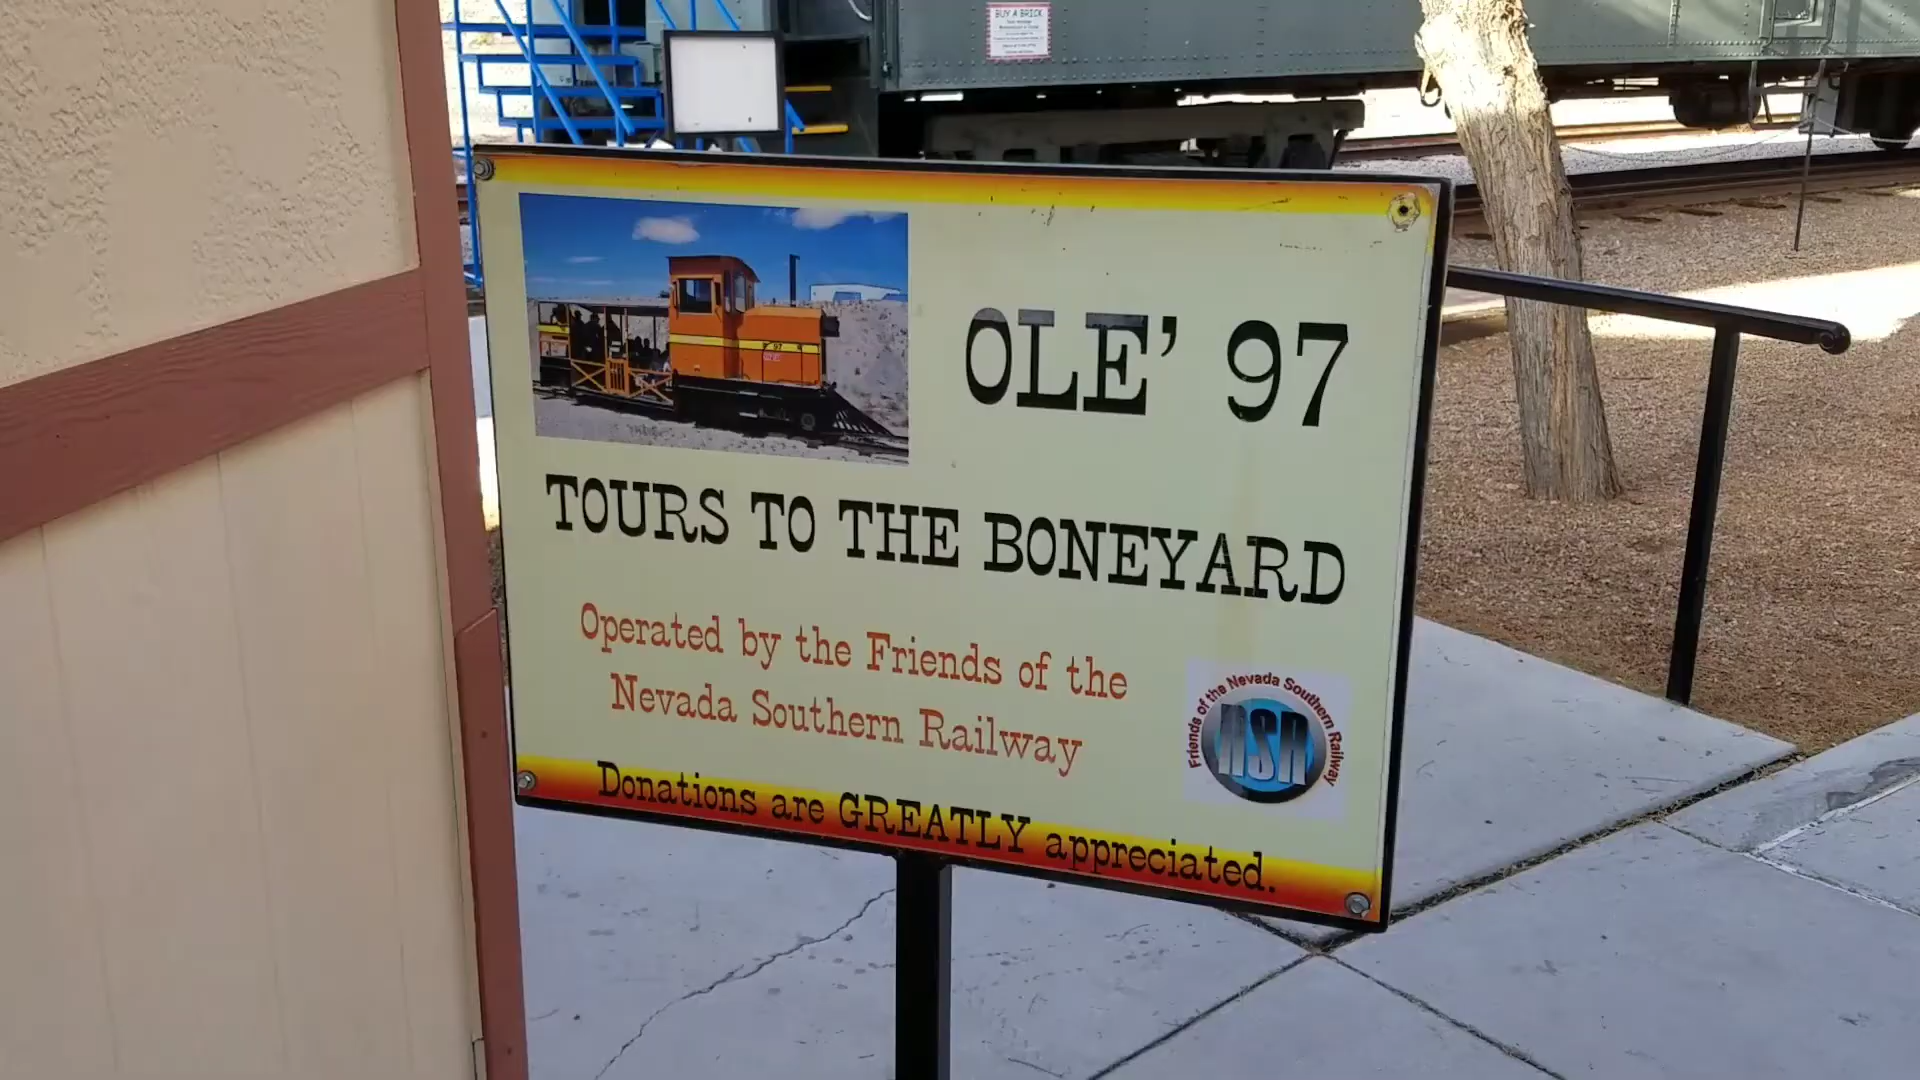 BUY A BRICK
OLE' 97
TOURS TO THE BONEYARD
Operated by the Friends of the
Nevada Southern Railway
Friends of the Nevada Southern Railway
NSR
Donations are GREATLY appreciated.
97